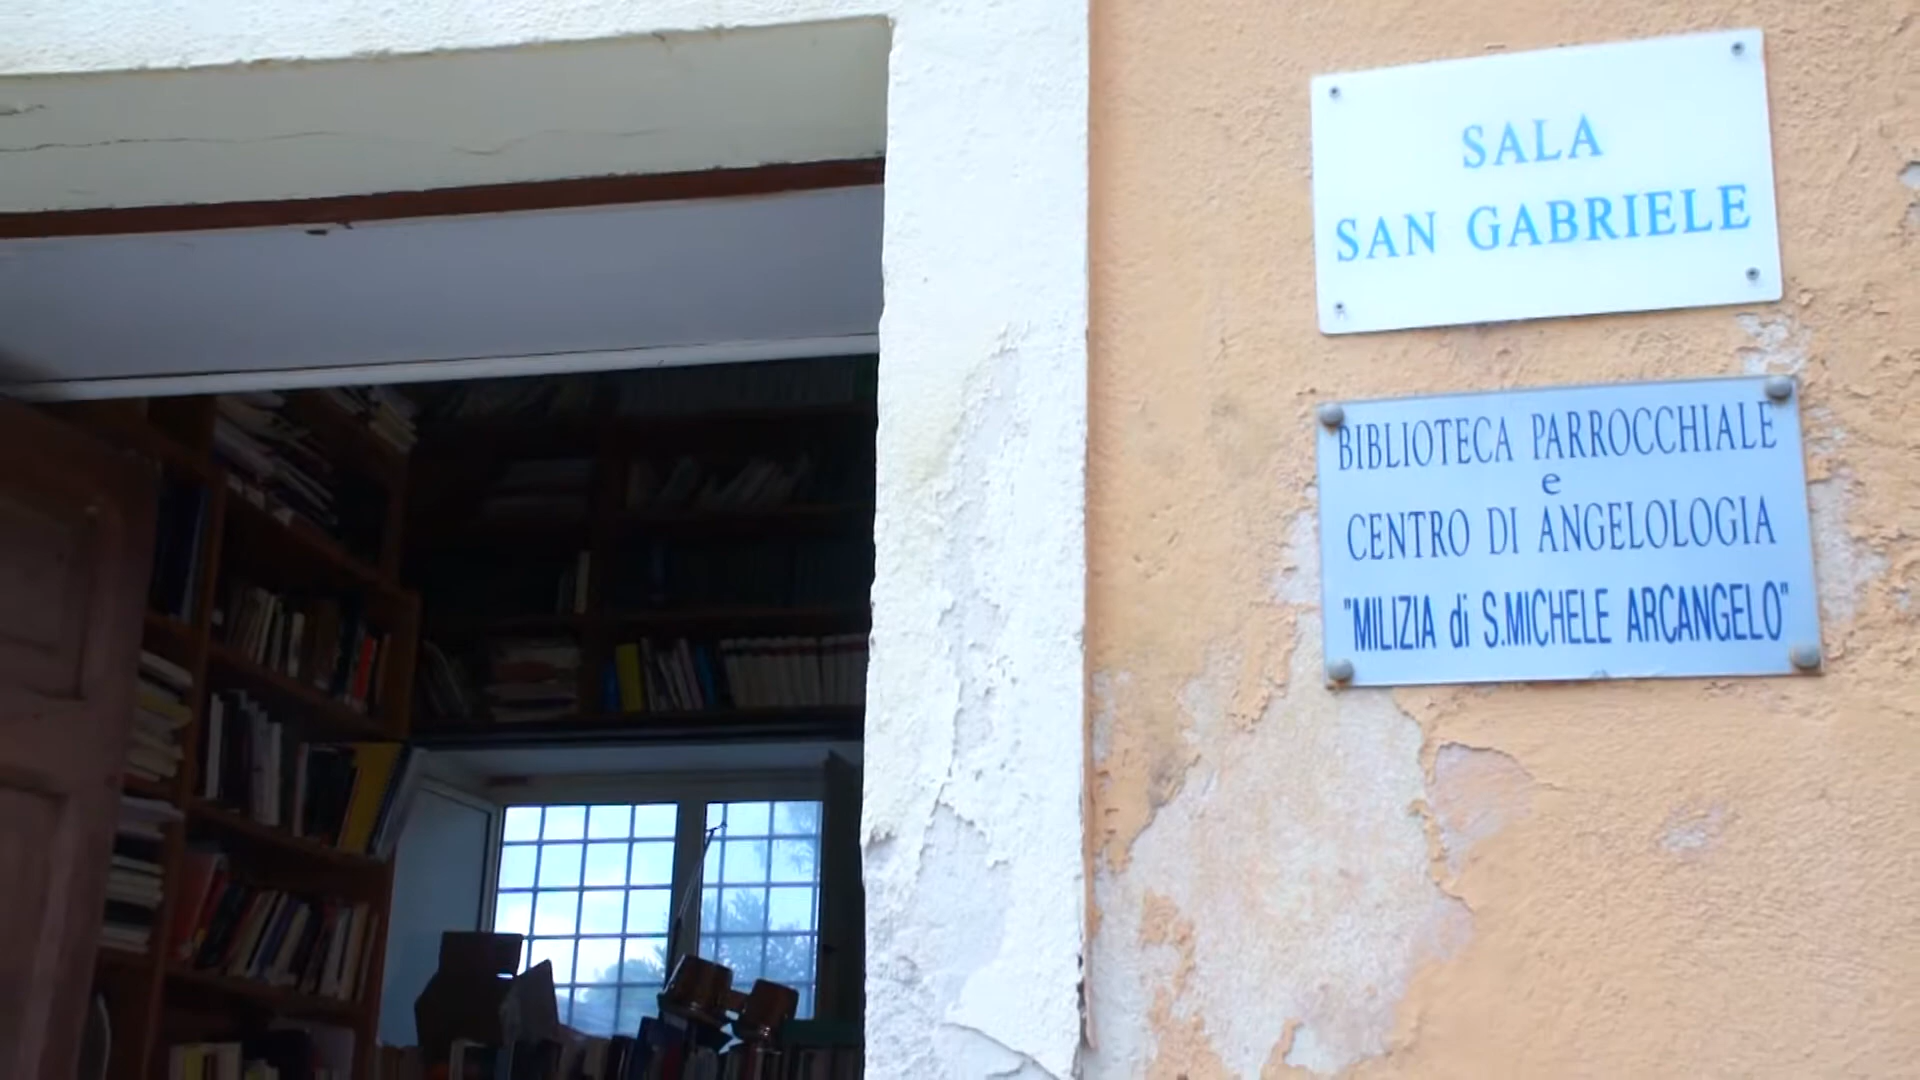 SALA
SAN GABRIELE
BIBLIOTECA PARROCCHIALE
e
CENTRO DI ANGELOLOGIA
"MILIZIA di S.MICHELE ARCANGELO"